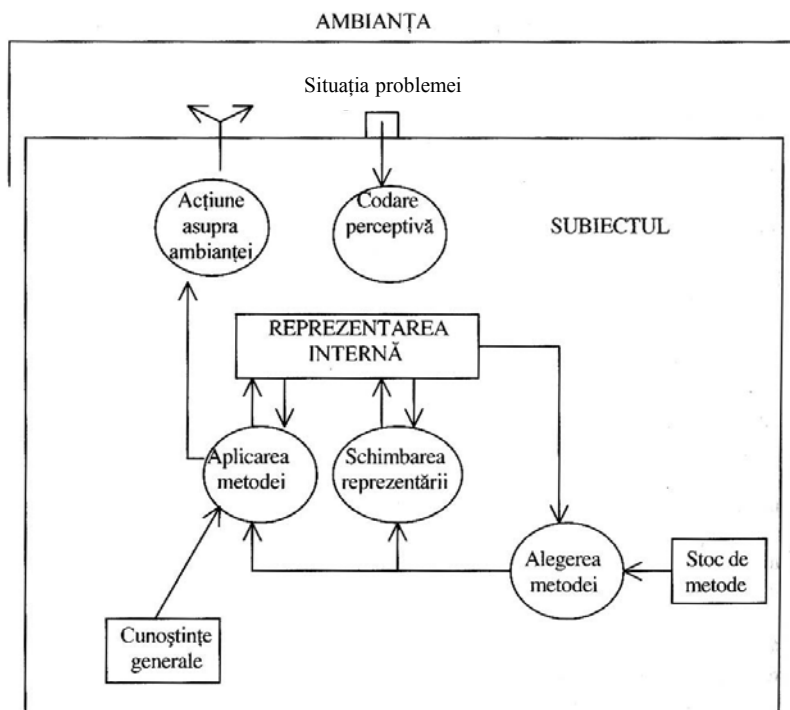 AMBIANȚA
Situația problemei
Acțiune
asupra
ambianței
Codare
perceptivă
SUBIECTUL
REPREZENTAREA
INTERNĂ
Aplicarea
metodei
Schimbarea
reprezentării
Alegerea
metodei
Stoc de
metode
Cunoștințe
generale